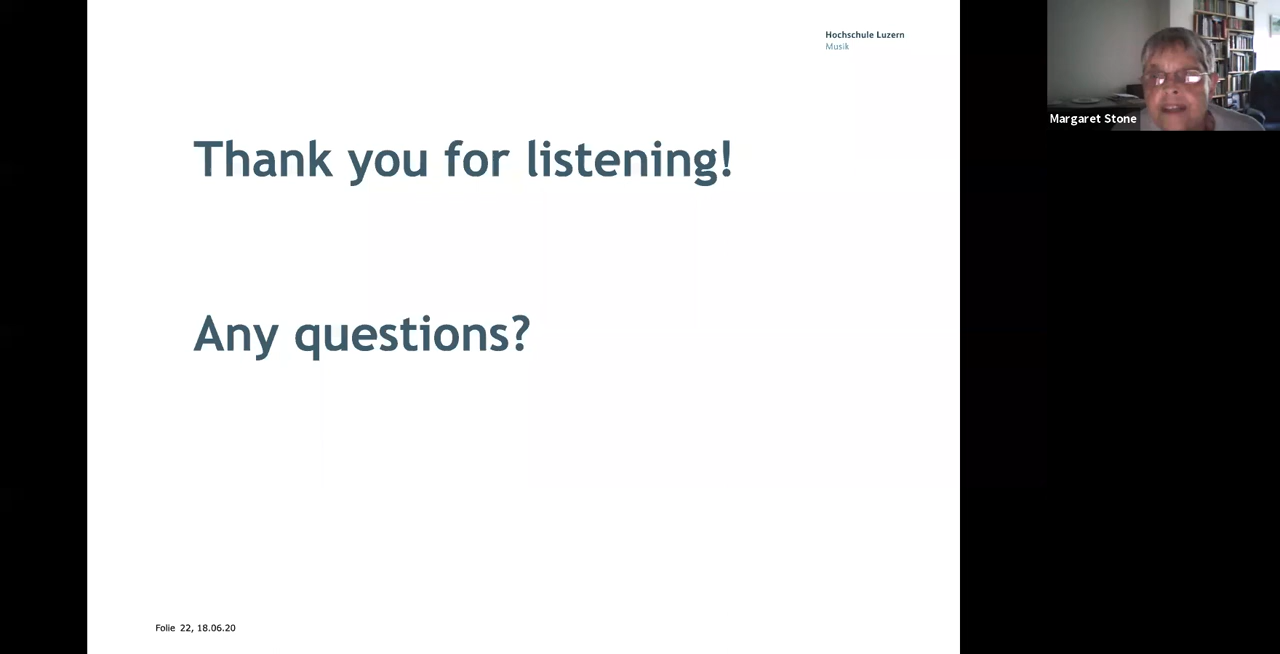 Hochschule Luzern
Musik
Thank you for listening!
Any questions?
Folie 22, 18.06.20
Margaret Stone